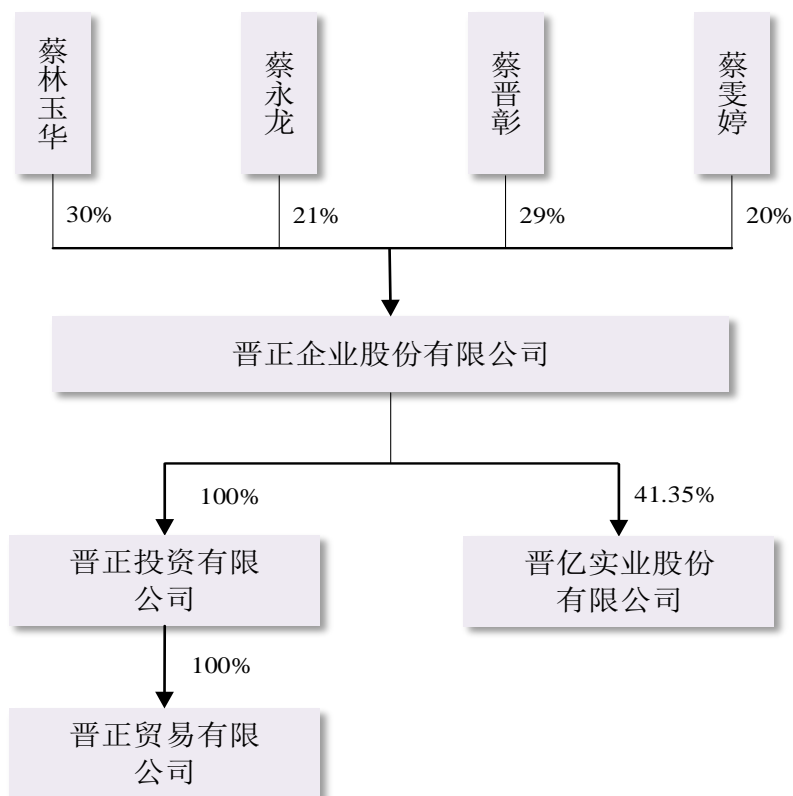 蔡林玉华
蔡永龙
蔡晋彰
蔡雯婷
30%
21%
29%
20%
晋正企业股份有限公司
100%
41.35%
晋正投资有限
公司
晋亿实业股份
有限公司
100%
晋正贸易有限
公司